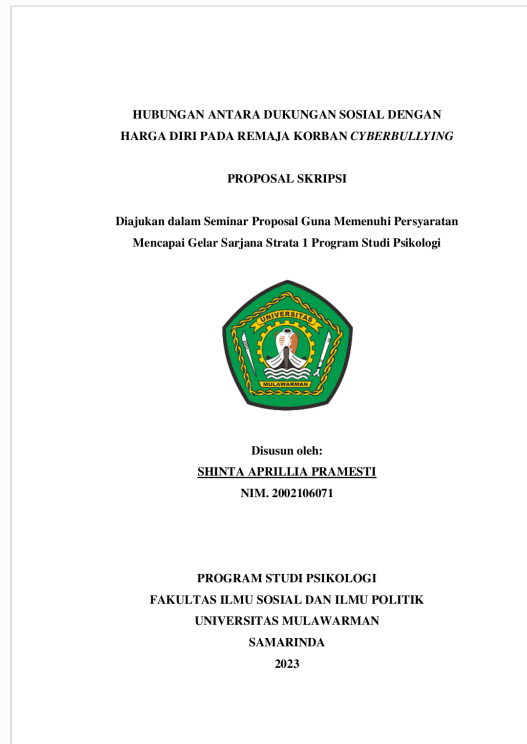 HUBUNGAN ANTARA DUKUNGAN SOSIAL DENGAN
HARGA DIRI PADA REMAJA KORBAN CYBERBULLYING
PROPOSAL SKRIPSI
Diajukan dalam Seminar Proposal Guna Memenuhi Persyaratan
Mencapai Gelar Sarjana Strata 1 Program Studi Psikologi
UNIVERSITAS
MULAWARMAN
Disusun oleh:
SHINTA APRILLIA PRAMESTI
NIM. 2002106071
PROGRAM STUDI PSIKOLOGI
FAKULTAS ILMU SOSIAL DAN ILMU POLITIK
UNIVERSITAS MULAWARMAN
SAMARINDA
2023